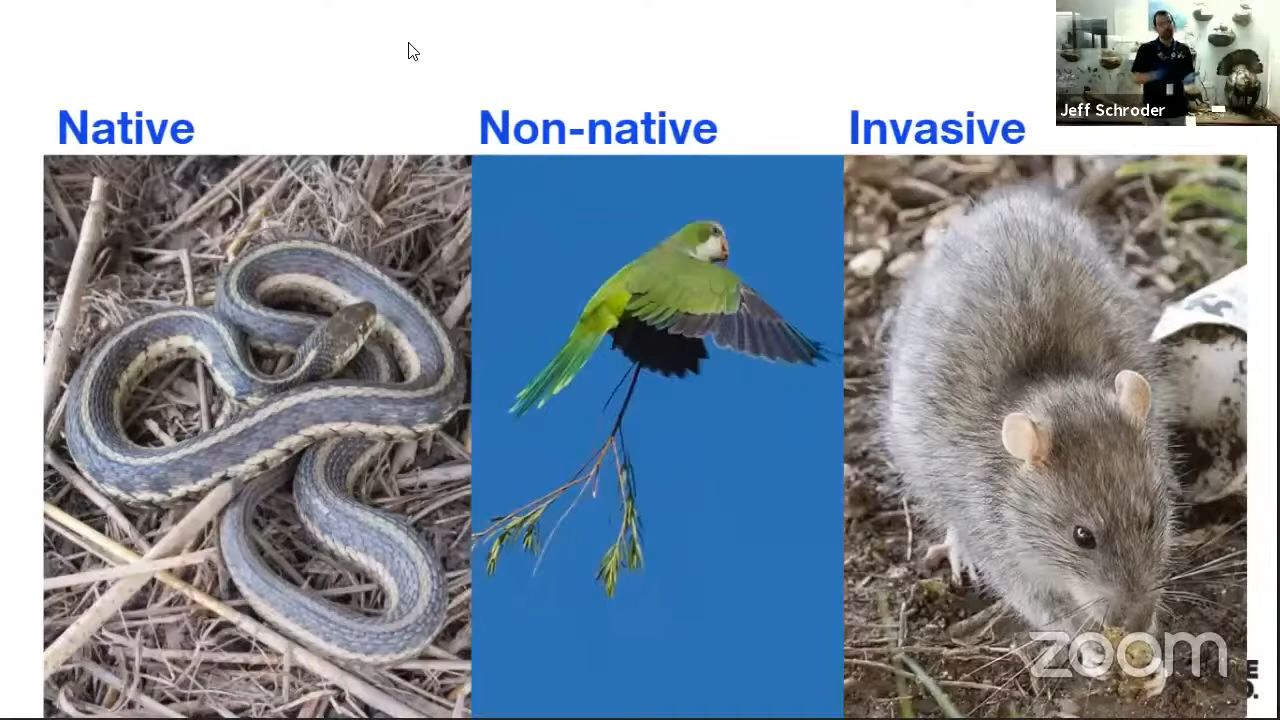 Jeff Schroder
Native
Non-native
Invasive
zoom